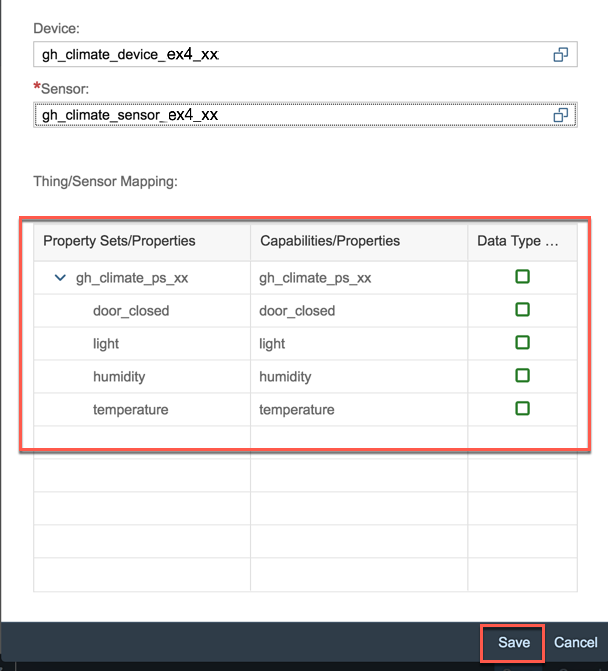 Device:
gh_climate_device_ex4_xx
*Sensor:
gh_climate_sensor_ex4_xx
Thing/Sensor Mapping:
Property Sets/Properties Capabilities/Properties Data Type ...
gh_climate_ps_xx gh_climate_ps_xx
door_closed door_closed
light light
humidity humidity
temperature temperature
Save Cancel